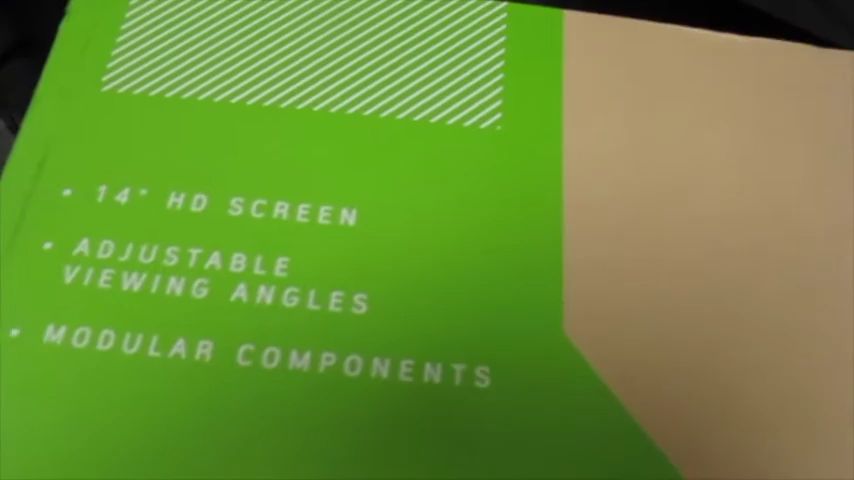 • 14" HD SCREEN
• ADJUSTABLE
VIEWING ANGLES
• MODULAR COMPONENTS